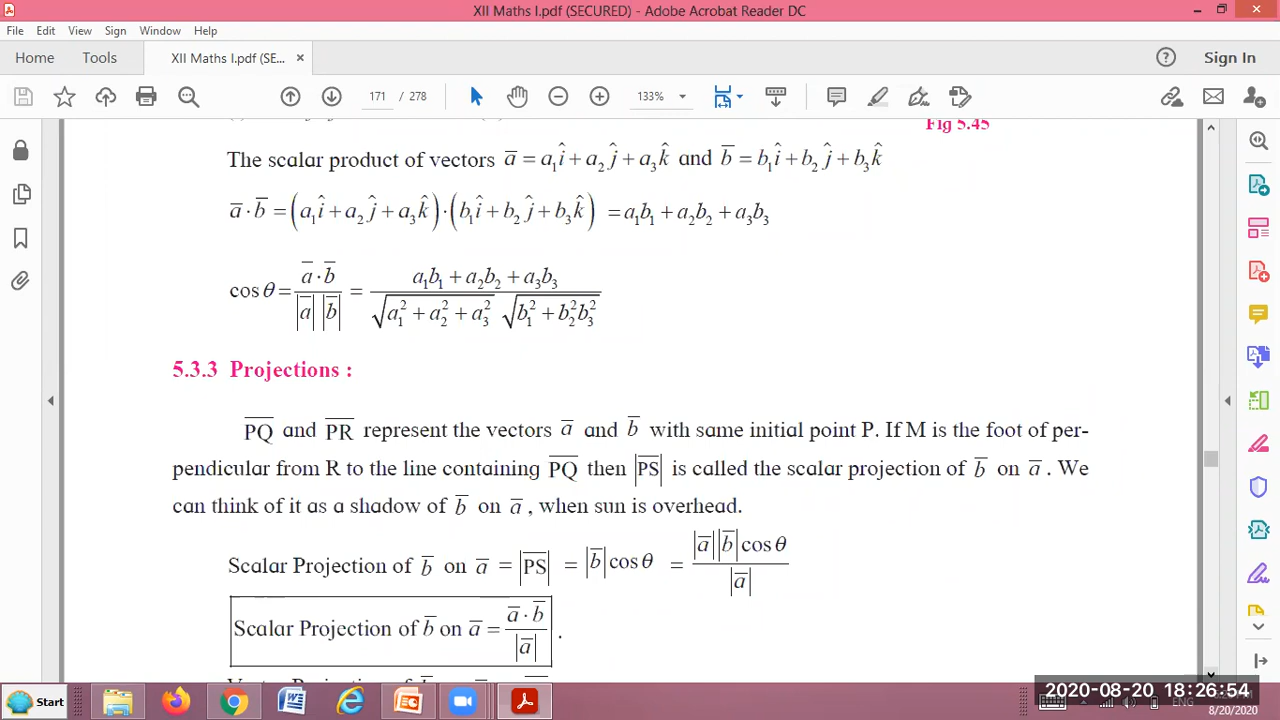 XII Maths I.pdf (SECURED) - Adobe Acrobat Reader DC
File Edit View Sign Window Help
Home Tools XII Maths I.pdf (SE... × Sign In
171 / 278 133%
Fig 5.45
The scalar product of vectors a̅ = a₁î + a₂ĵ + a₃k̂ and b̅ = b₁î + b₂ĵ + b₃k̂
a̅ · b̅ = (a₁î + a₂ĵ + a₃k̂) · (b₁î + b₂ĵ + b₃k̂) = a₁b₁ + a₂b₂ + a₃b₃
cos θ = a̅ · b̅ / |a̅| |b̅| = a₁b₁ + a₂b₂ + a₃b₃ / √(a₁² + a₂² + a₃²) √(b₁² + b₂²b₃²)
5.3.3 Projections :
P̅Q̅ and P̅R̅ represent the vectors a̅ and b̅ with same initial point P. If M is the foot of per-
pendicular from R to the line containing P̅Q̅ then |P̅S̅| is called the scalar projection of b̅ on a̅. We
can think of it as a shadow of b̅ on a̅, when sun is overhead.
Scalar Projection of b̅ on a̅ = |P̅S̅| = |b̅| cos θ = |a̅||b̅| cos θ / |a̅|
Scalar Projection of b̅ on a̅ = a̅ · b̅ / |a̅| .
Start
2020-08-20 18:26:54
8/20/2020